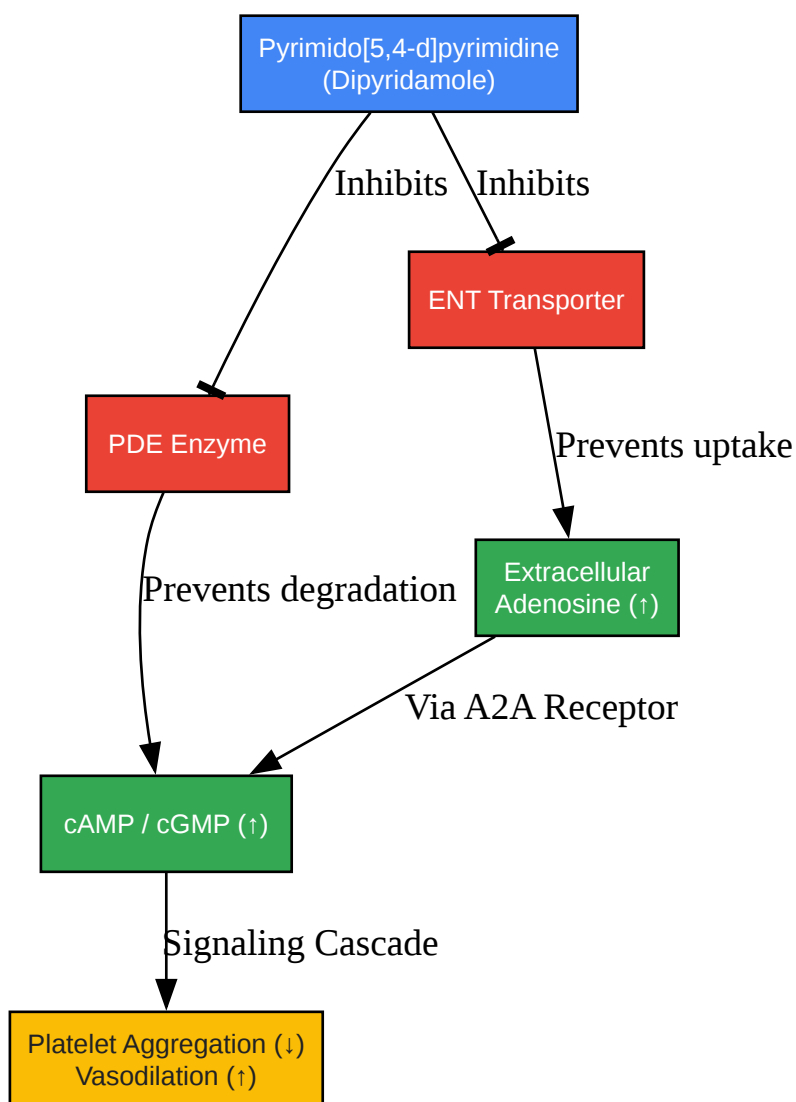 Pyrimido[5,4-d]pyrimidine
(Dipyridamole)
Inhibits
Inhibits
ENT Transporter
PDE Enzyme
Prevents uptake
Extracellular
Adenosine (↑)
Prevents degradation
Via A2A Receptor
cAMP / cGMP (↑)
Signaling Cascade
Platelet Aggregation (↓)
Vasodilation (↑)